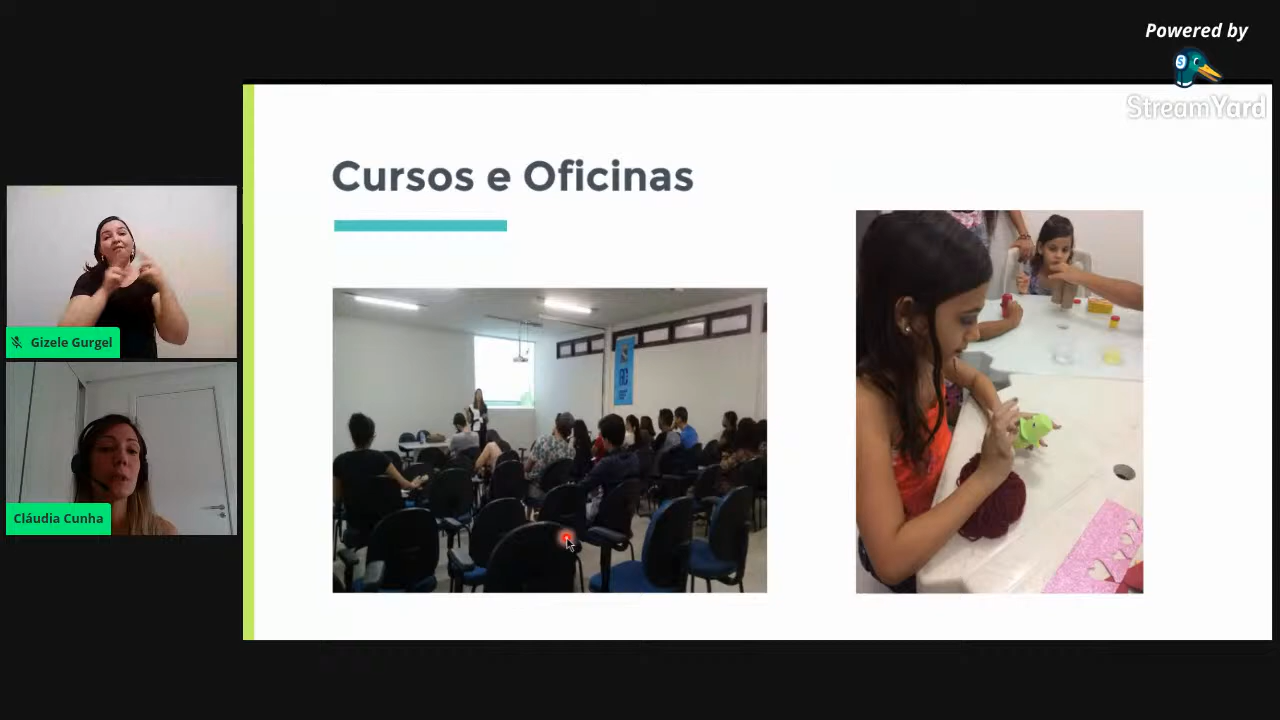 Powered by
StreamYard
Cursos e Oficinas
Gizele Gurgel
Cláudia Cunha